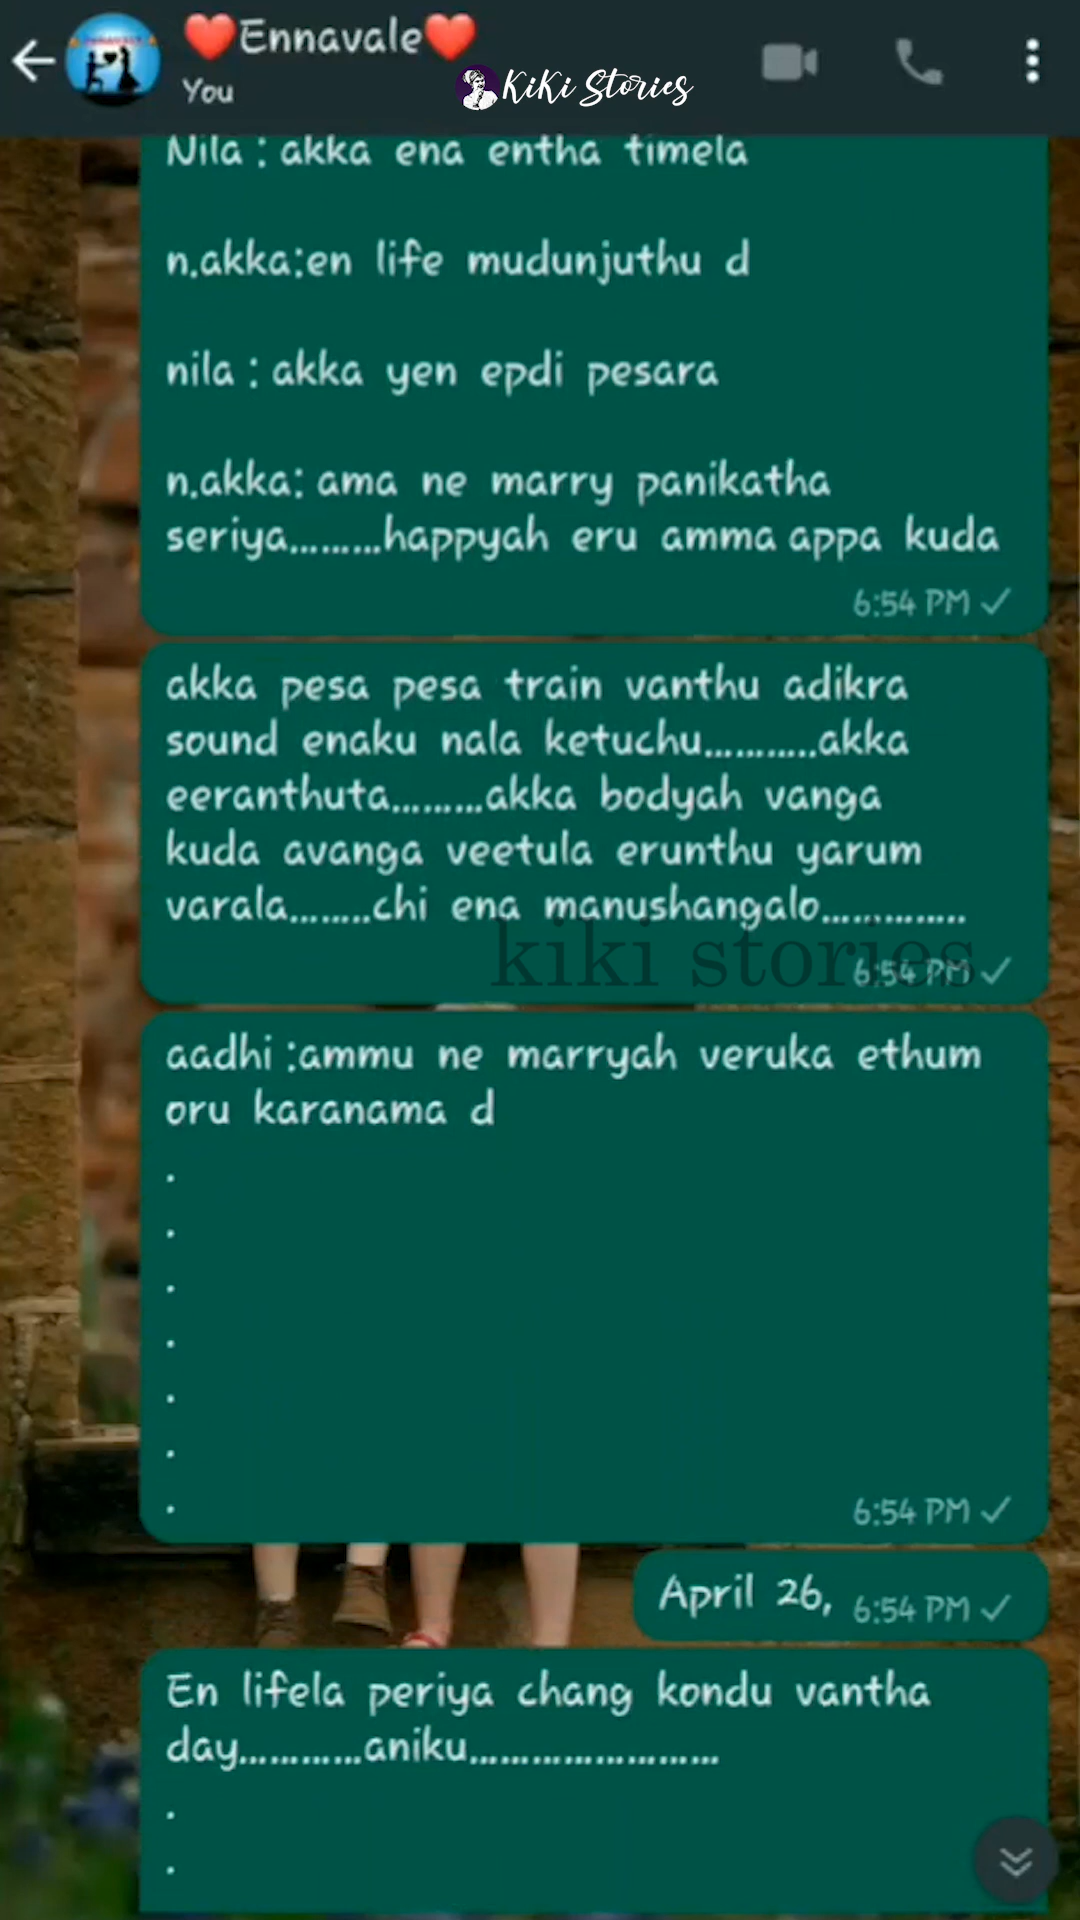 ❤️Ennavale❤️
You
KiKi Stories
Nila : akka ena entha timela
n.akka:en life mudunjuthu d
nila : akka yen epdi pesara
n.akka: ama ne marry panikatha
seriya.........happyah eru amma appa kuda
6:54 PM
akka pesa pesa train vanthu adikra
sound enaku nala ketuchu...........akka
eeranthuta.........akka bodyah vanga
kuda avanga veetula erunthu yarum
varala........chi ena manushangalo..............
kiki stories
6:54 PM
aadhi :ammu ne marryah veruka ethum
oru karanama d
.
.
.
.
.
.
.
6:54 PM
April 26, 6:54 PM
En lifela periya chang kondu vantha
day............aniku........................
.
.